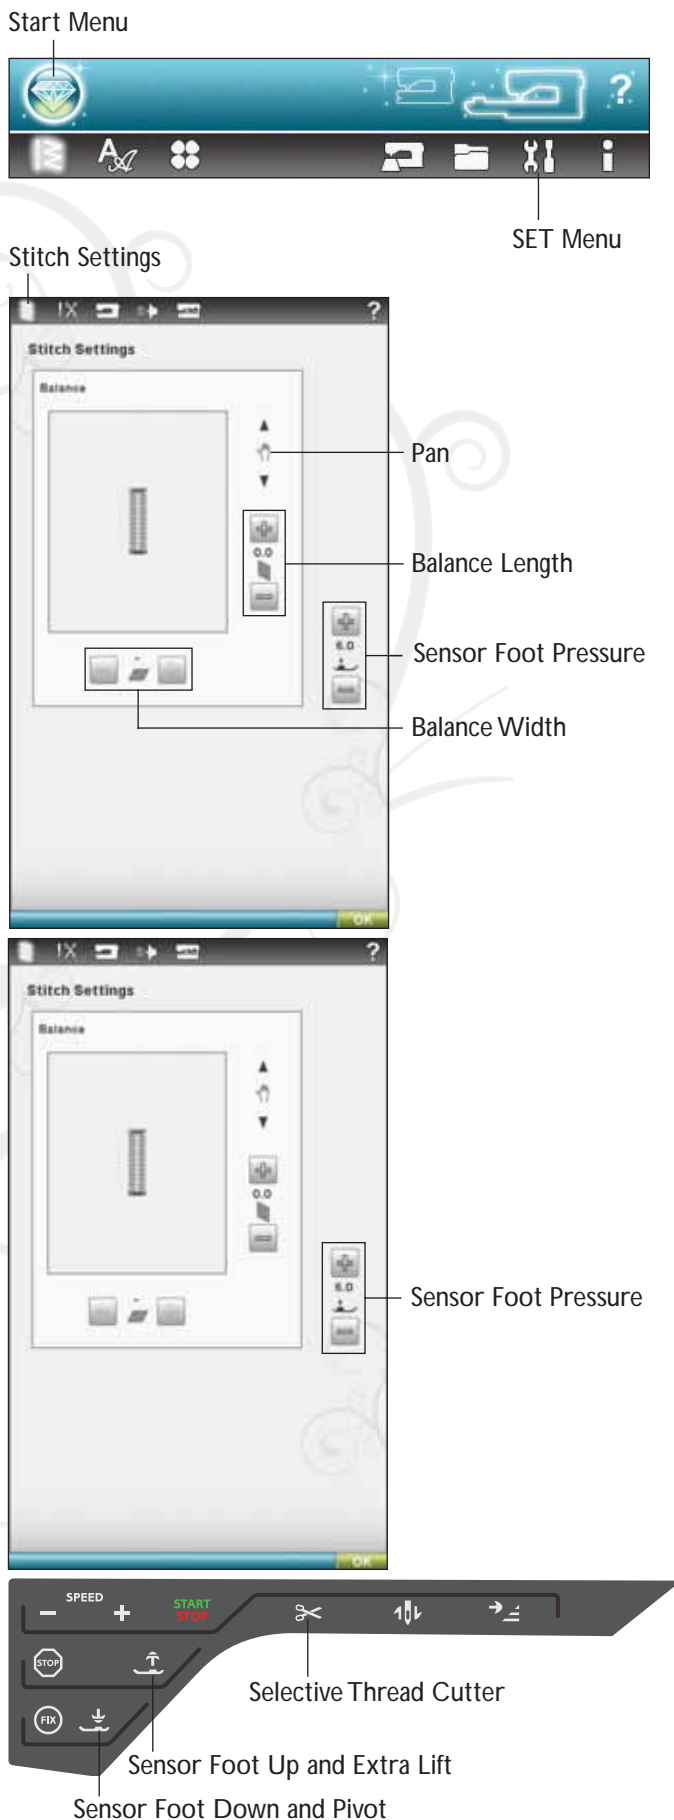 Start Menu
?
SET Menu
Stitch Settings
?
Stitch Settings
Balance
Pan
0.0
Balance Length
6.0
Sensor Foot Pressure
Balance Width
OK
?
Stitch Settings
Balance
0.0
6.0
Sensor Foot Pressure
OK
SPEED
START
STOP
STOP
Selective Thread Cutter
FIX
Sensor Foot Up and Extra Lift
Sensor Foot Down and Pivot